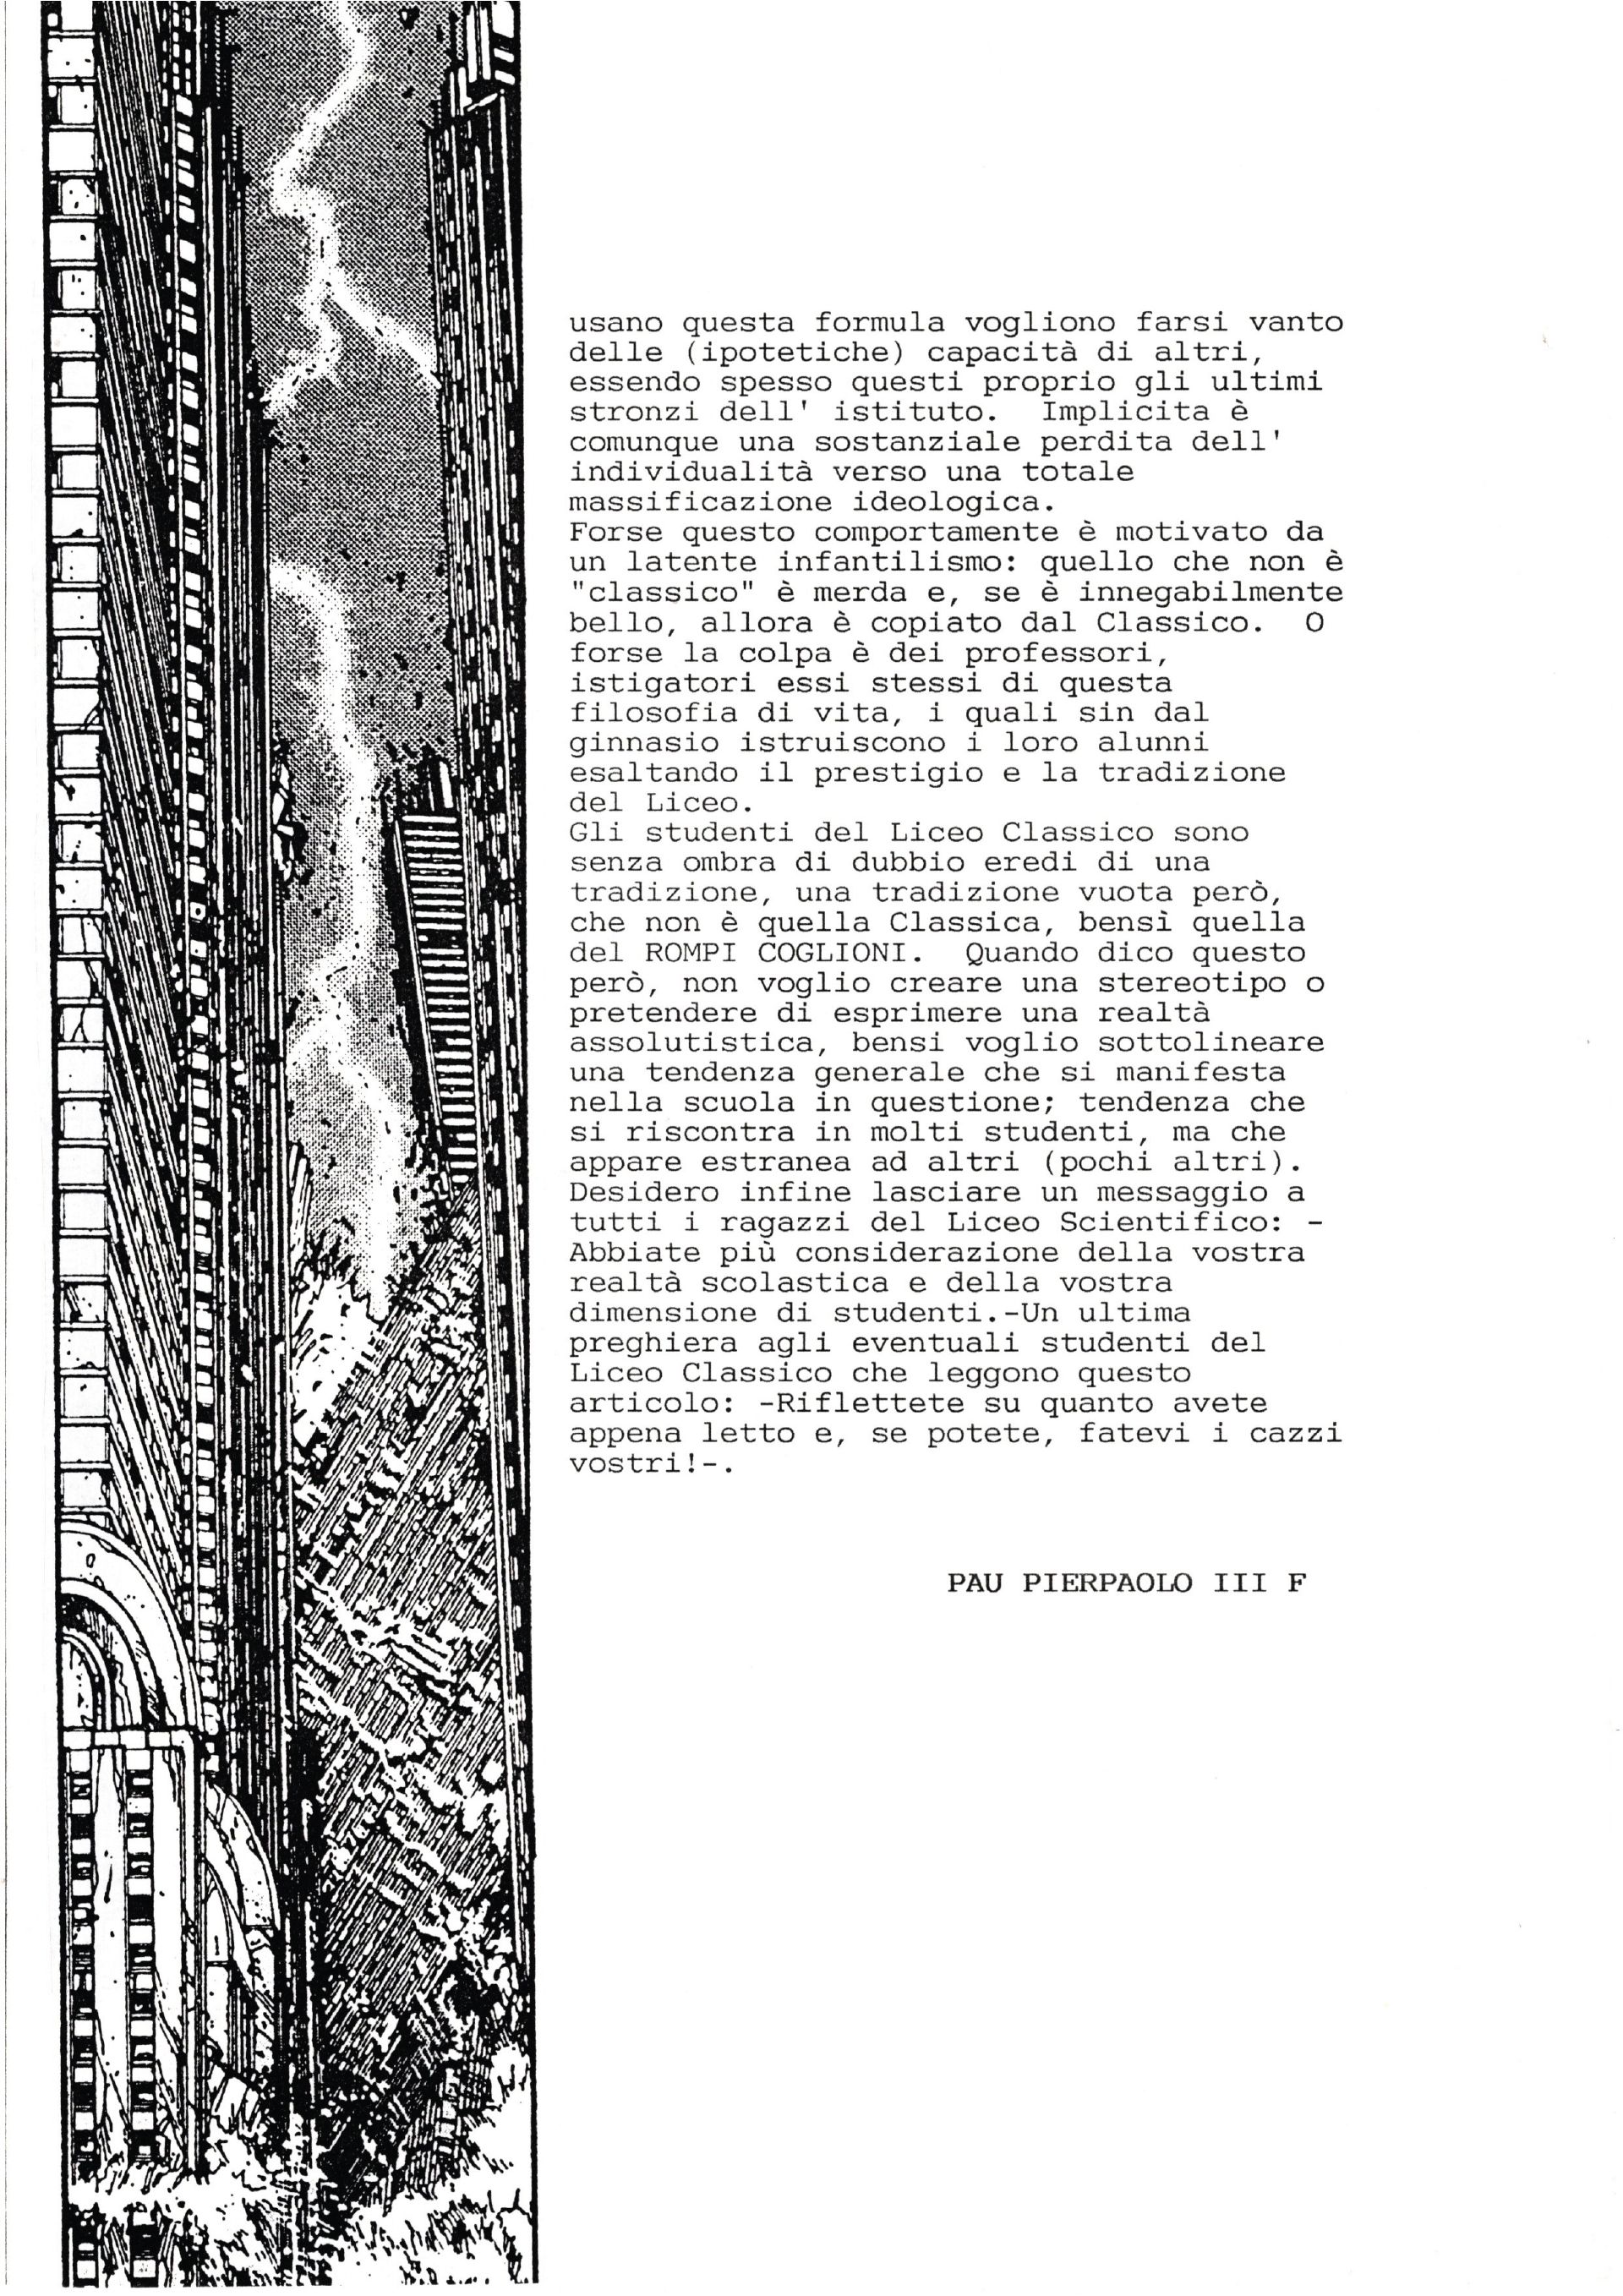 usano questa formula vogliono farsi vanto
delle (ipotetiche) capacità di altri,
essendo spesso questi proprio gli ultimi
stronzi dell' istituto.  Implicita è
comunque una sostanziale perdita dell'
individualità verso una totale
massificazione ideologica.
Forse questo comportamente è motivato da
un latente infantilismo: quello che non è
"classico" è merda e, se è innegabilmente
bello, allora è copiato dal Classico.  O
forse la colpa è dei professori,
istigatori essi stessi di questa
filosofia di vita, i quali sin dal
ginnasio istruiscono i loro alunni
esaltando il prestigio e la tradizione
del Liceo.
Gli studenti del Liceo Classico sono
senza ombra di dubbio eredi di una
tradizione, una tradizione vuota però,
che non è quella Classica, bensì quella
del ROMPI COGLIONI.  Quando dico questo
però, non voglio creare una stereotipo o
pretendere di esprimere una realtà
assolutistica, bensi voglio sottolineare
una tendenza generale che si manifesta
nella scuola in questione; tendenza che
si riscontra in molti studenti, ma che
appare estranea ad altri (pochi altri).
Desidero infine lasciare un messaggio a
tutti i ragazzi del Liceo Scientifico: -
Abbiate più considerazione della vostra
realtà scolastica e della vostra
dimensione di studenti.-Un ultima
preghiera agli eventuali studenti del
Liceo Classico che leggono questo
articolo: -Riflettete su quanto avete
appena letto e, se potete, fatevi i cazzi
vostri!-.
PAU PIERPAOLO III F